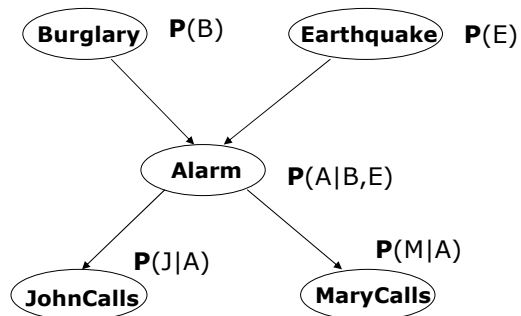 Burglary P(B)
Earthquake P(E)
Alarm
P(A|B,E)
P(J|A)
P(M|A)
JohnCalls
MaryCalls